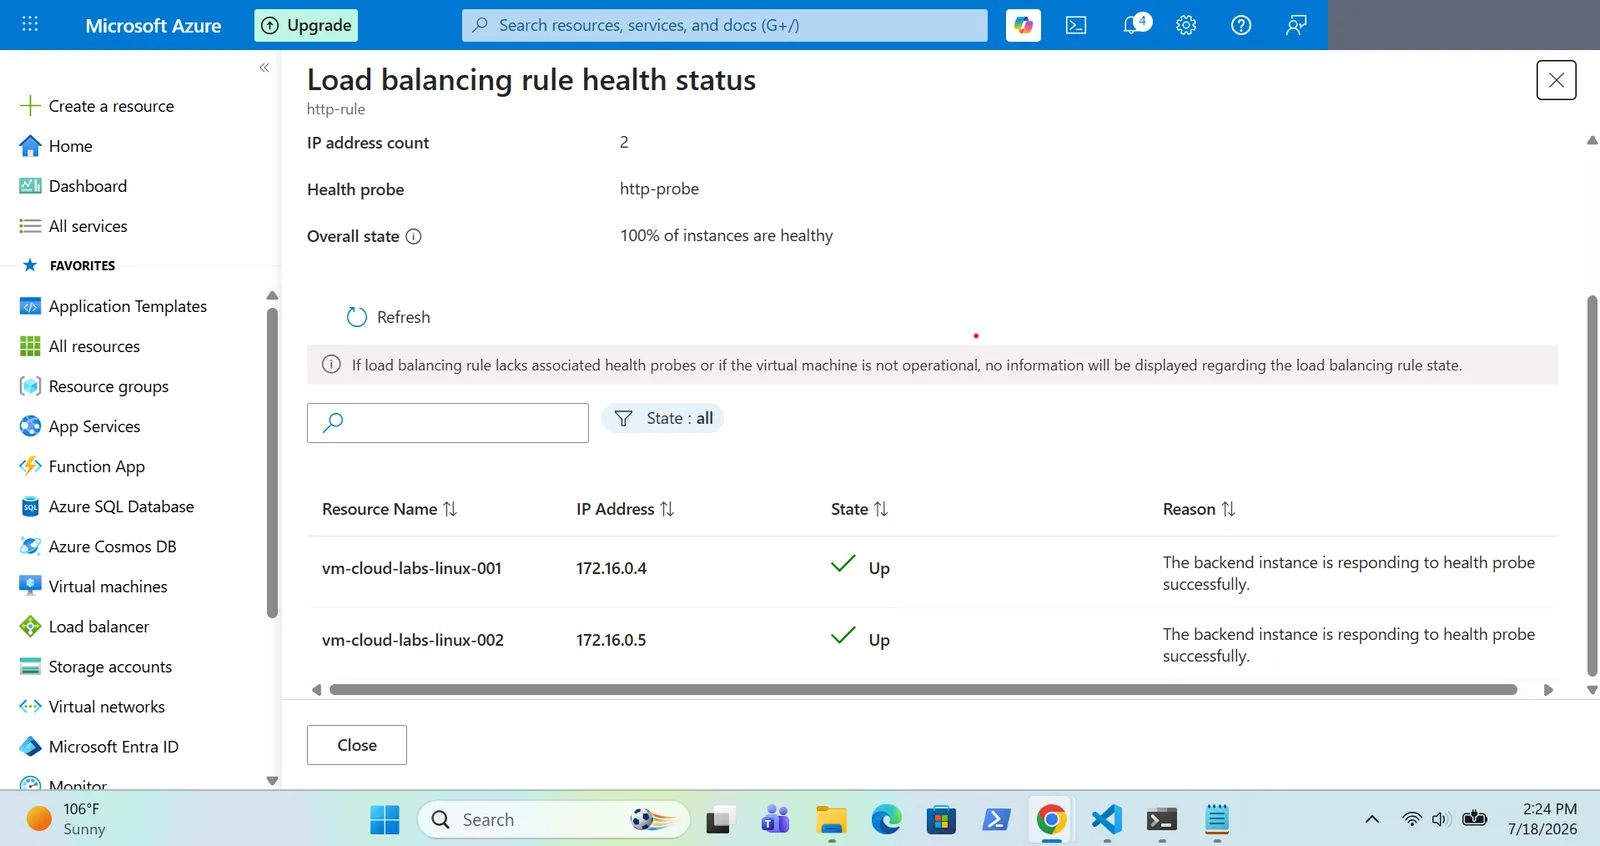 Microsoft Azure
Upgrade
Search resources, services, and docs (G+/)
4
Create a resource
Home
Dashboard
All services
FAVORITES
Application Templates
All resources
Resource groups
App Services
Function App
Azure SQL Database
Azure Cosmos DB
Virtual machines
Load balancer
Storage accounts
Virtual networks
Microsoft Entra ID
Monitor
Load balancing rule health status
http-rule
IP address count 2
Health probe http-probe
Overall state 100% of instances are healthy
Refresh
If load balancing rule lacks associated health probes or if the virtual machine is not operational, no information will be displayed regarding the load balancing rule state.
State : all
Resource Name IP Address State Reason
vm-cloud-labs-linux-001 172.16.0.4 Up The backend instance is responding to health probe
successfully.
vm-cloud-labs-linux-002 172.16.0.5 Up The backend instance is responding to health probe
successfully.
Close
106°F
Sunny
Search
2:24 PM
7/18/2026